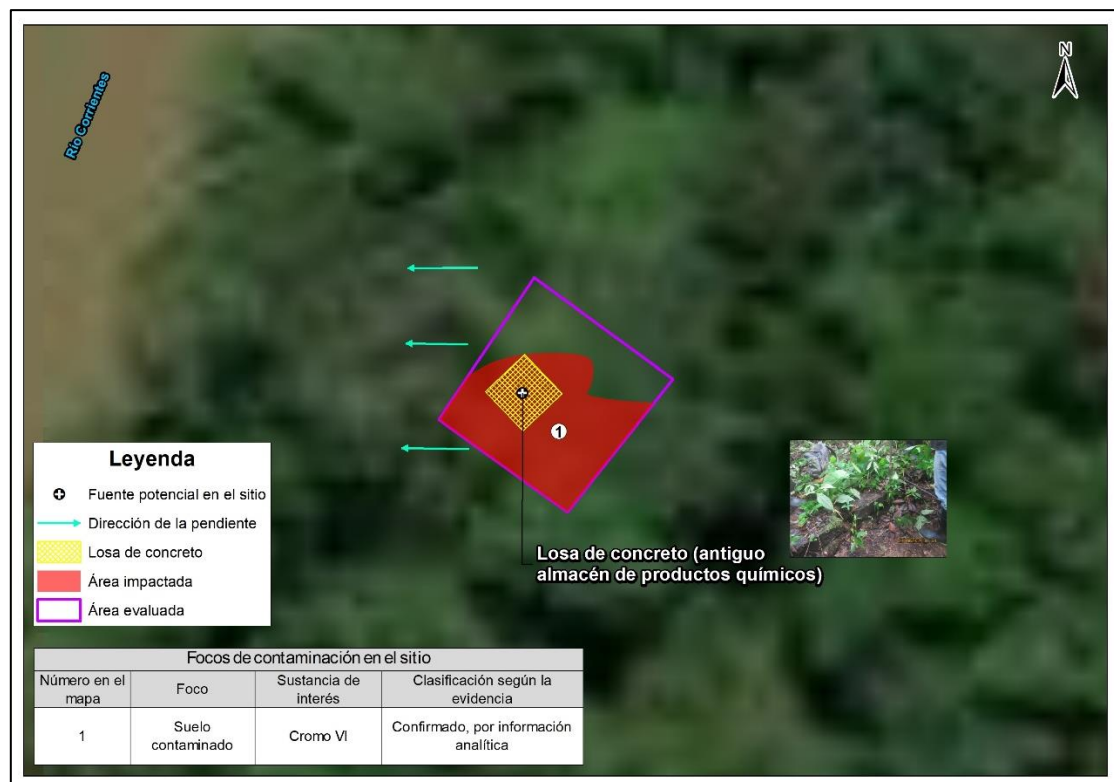 Río Corrientes
N
1
Losa de concreto (antiguo
almacén de productos químicos)
Leyenda
Fuente potencial en el sitio
Dirección de la pendiente
Losa de concreto
Área impactada
Área evaluada
Focos de contaminación en el sitio
Número en el mapa
Foco
Sustancia de interés
Clasificación según la evidencia
1
Suelo contaminado
Cromo VI
Confirmado, por información analítica